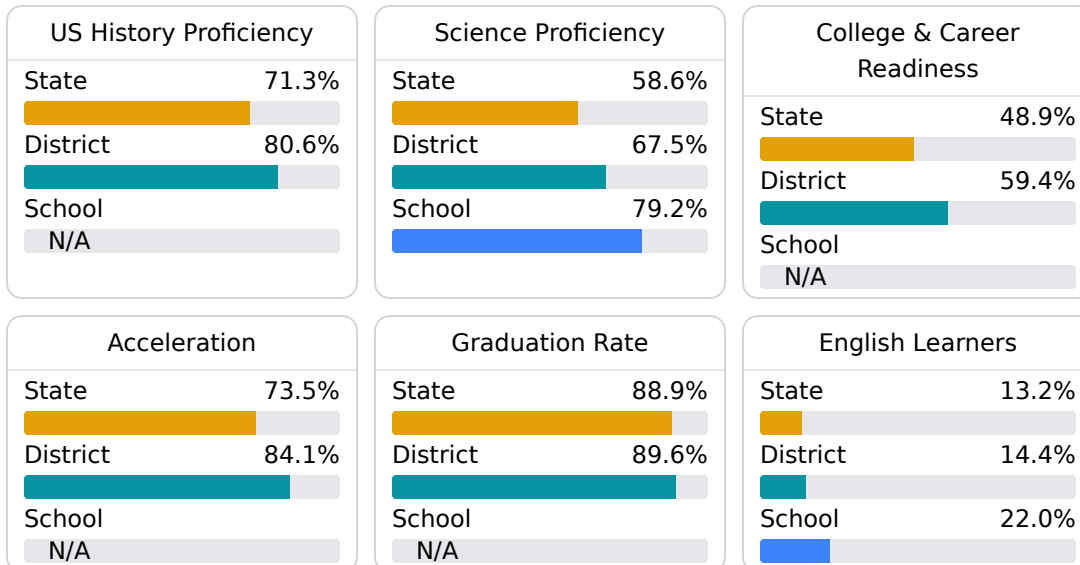 US History Proficiency
State 71.3%
District 80.6%
School
N/A
Science Proficiency
State 58.6%
District 67.5%
School 79.2%
College & Career
Readiness
State 48.9%
District 59.4%
School
N/A
Acceleration
State 73.5%
District 84.1%
School
N/A
Graduation Rate
State 88.9%
District 89.6%
School
N/A
English Learners
State 13.2%
District 14.4%
School 22.0%